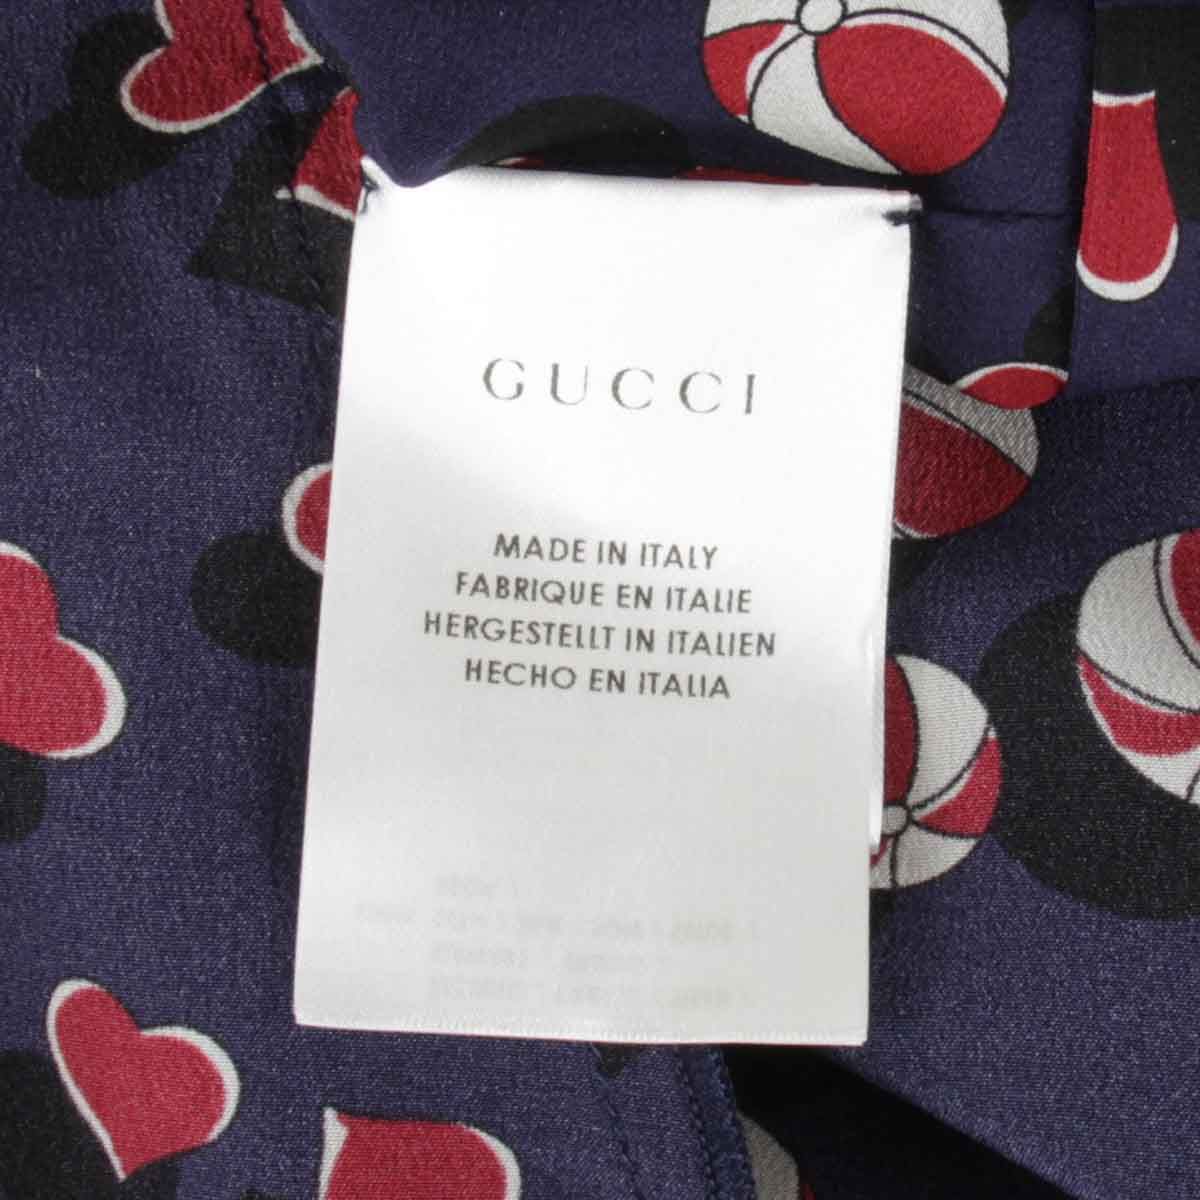 GUCCI
MADE IN ITALY
FABRIQUE EN ITALIE
HERGESTELLT IN ITALIEN
HECHO EN ITALIA